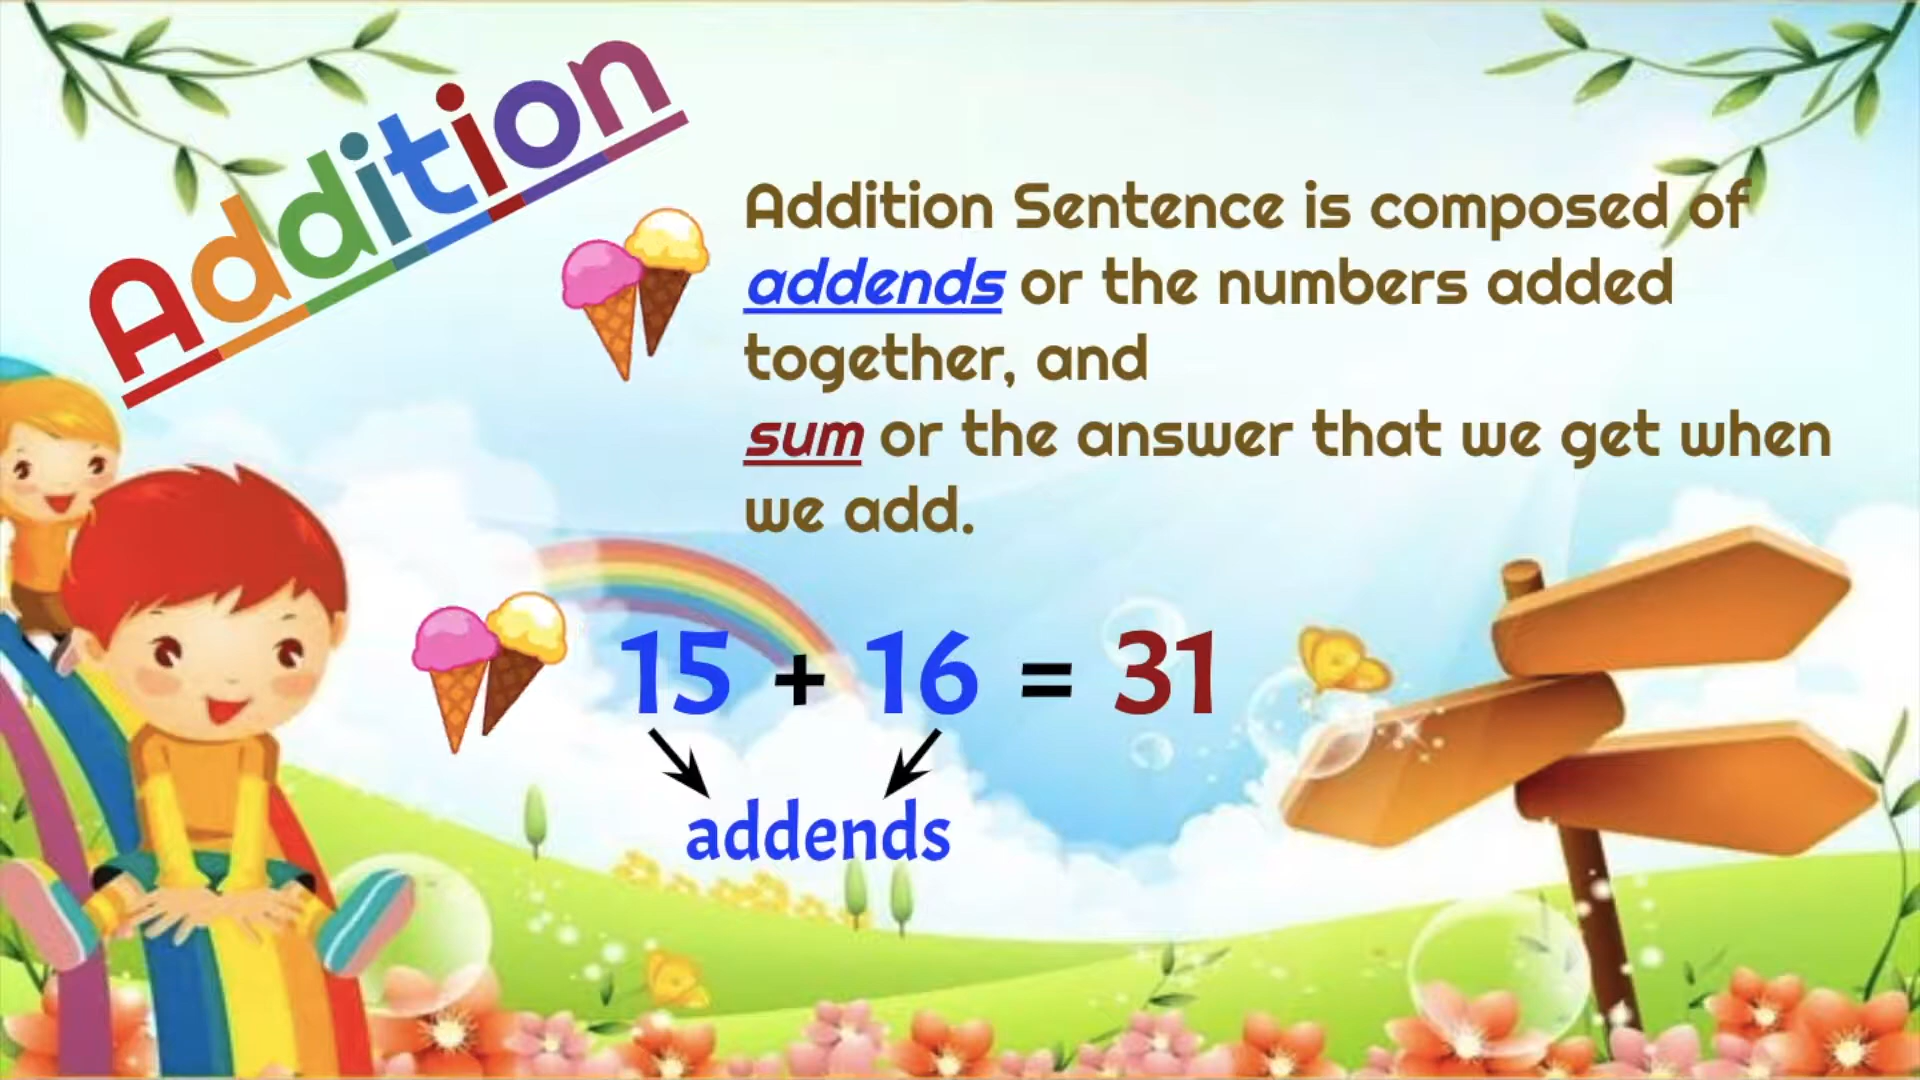 Addition
Addition Sentence is composed of
addends or the numbers added
together, and
sum or the answer that we get when
we add.
15 + 16 = 31
addends